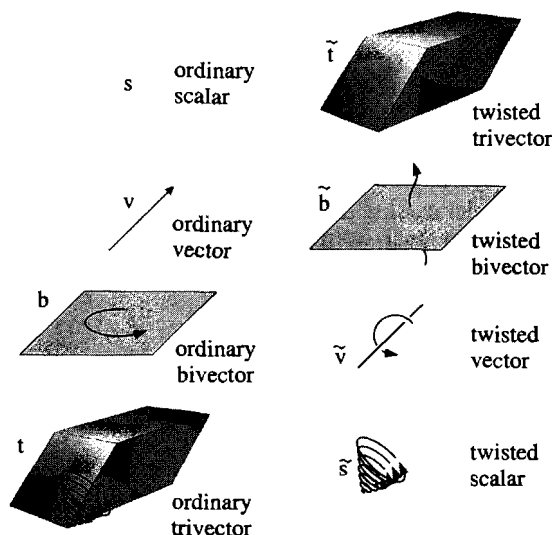 s
ordinary
scalar
t̃
twisted
trivector
v
ordinary
vector
b̃
twisted
bivector
b
ordinary
bivector
ṽ
twisted
vector
t
ordinary
trivector
s̃
twisted
scalar